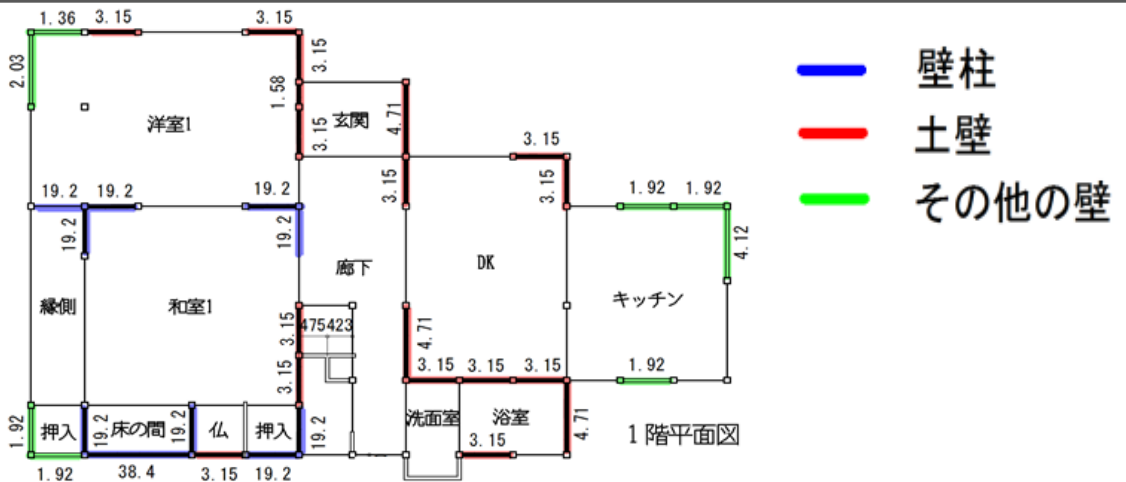 1.36 3.15 3.15
2.03
3.15
1.58
3.15
洋室1
玄関
4.71
3.15
3.15
3.15
壁柱
土壁
その他の壁
19.2 19.2 19.2
19.2
19.2
1.92 1.92
4.12
縁側
和室1
廊下
DK
キッチン
3.15
475423
4.71
3.15
3.15 3.15 3.15
1.92
1.92
押入
19.2
床の間
19.2
仏
押入
19.2
洗面室
浴室
4.71
3.15
1階平面図
1.92 38.4 3.15 19.2